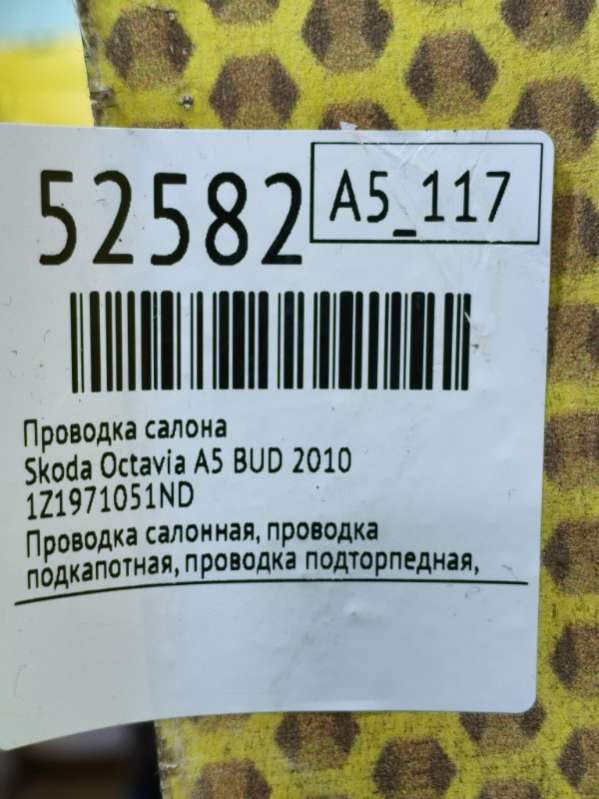 52582
A5_117
Проводка салона
Skoda Octavia A5 BUD 2010
1Z1971051ND
Проводка салонная, проводка
подкапотная, проводка подторпедная,